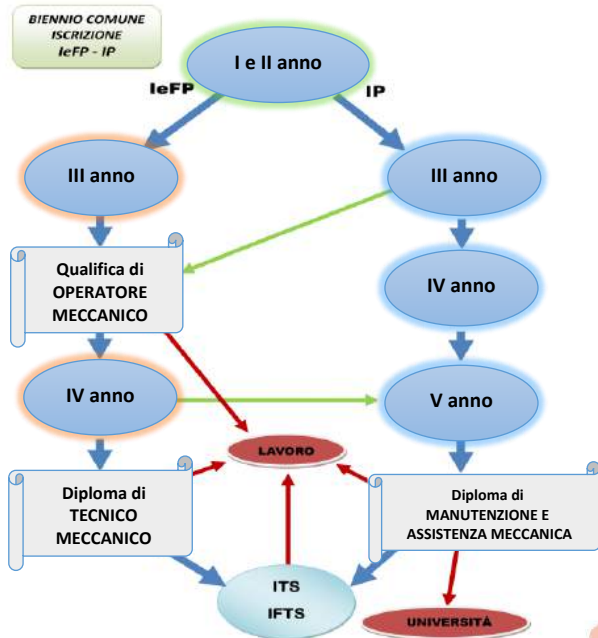 BIENNIO COMUNE
ISCRIZIONE
IeFP - IP
I e II anno
IeFP
IP
III anno
III anno
Qualifica di
OPERATORE
MECCANICO
IV anno
IV anno
V anno
LAVORO
Diploma di
TECNICO
MECCANICO
Diploma di
MANUTENZIONE E
ASSISTENZA MECCANICA
ITS
IFTS
UNIVERSITÀ